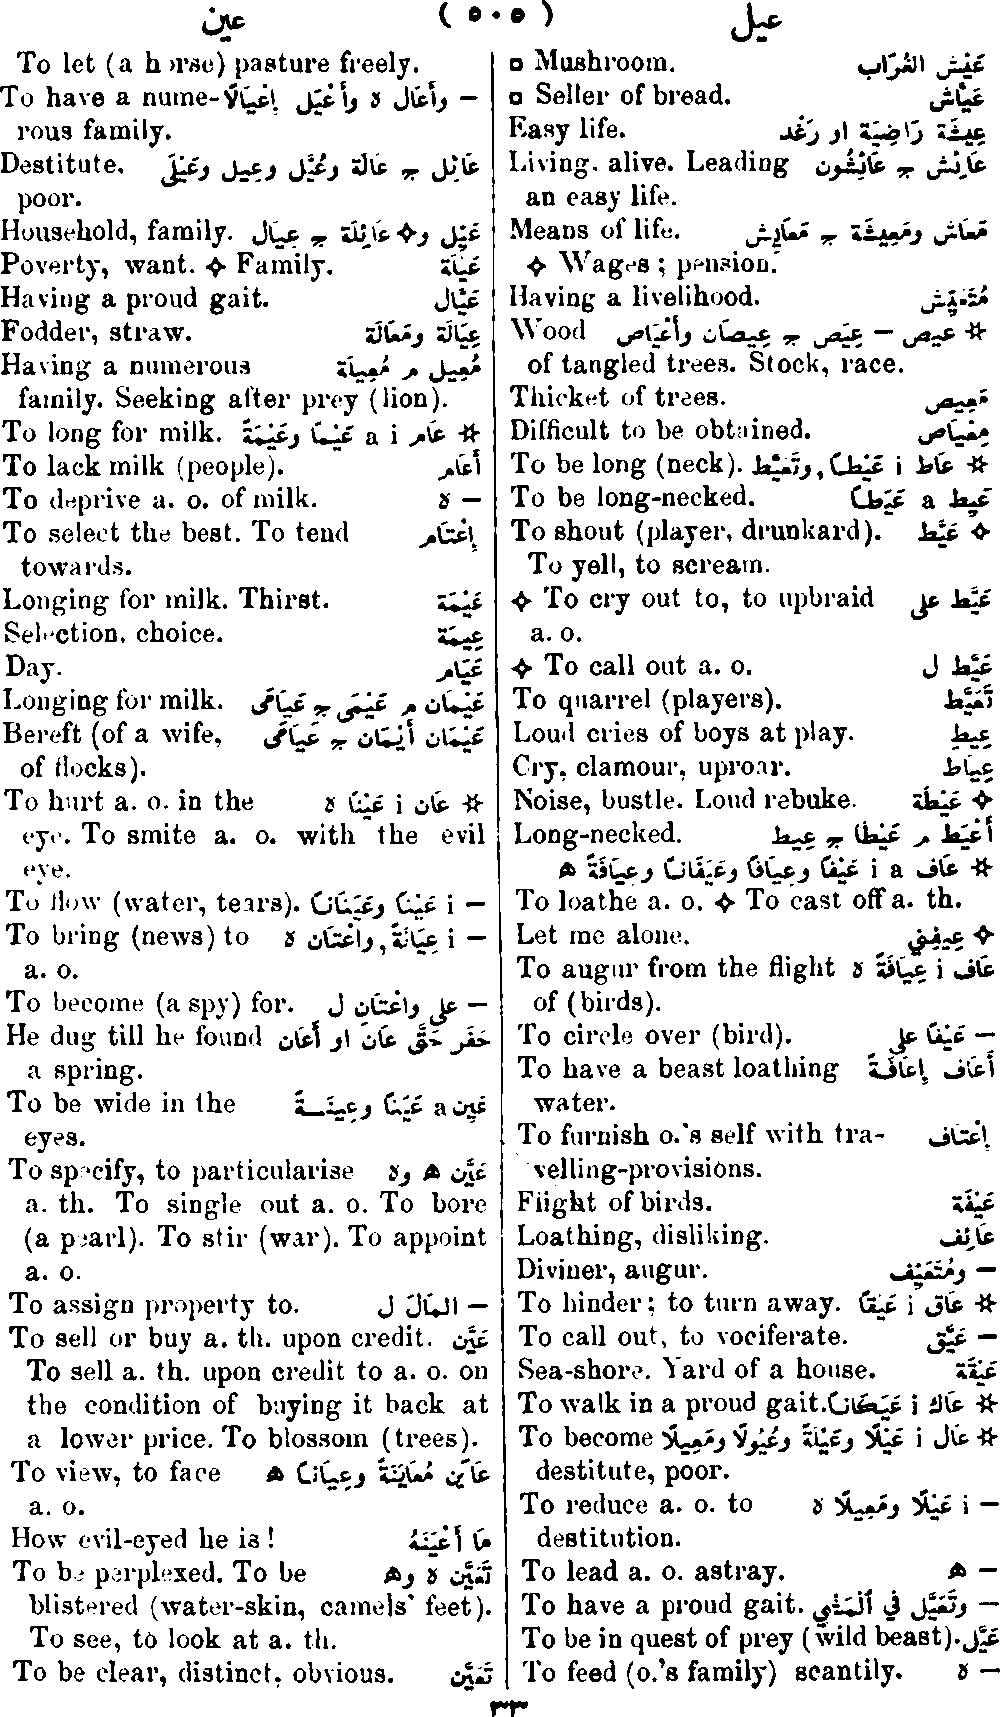 عين ( ٥٠٥ ) عيل
▫ Mushroom. عَيْش الغُرَاب
▫ Seller of bread. عَيَّاش
Easy life. عِيشَة رَاضِيَة او رَغْد
Living. alive. Leading عَائِش ج عَائِشُون
an easy life.
Means of life. مَعَاش ومَعِيشَة ج مَعَايِش
✧ Wages ; pension.
Having a livelihood. مُتَعَيِّش
Wood ✲ عيص – عِيص ج عِيصَان وأَعْيَاص
of tangled trees. Stock, race.
Thicket of trees. مَعِيص
Difficult to be obtained. مِعْيَاص
To be long (neck). ✲ عَاط i عَيْطًا, وتَعَيَّط
To be long-necked. عَيِط a عَيَطًا
To shout (player, drunkard). ✧ عَيَّط
To yell, to scream.
✧ To cry out to, to upbraid عَيَّط على
a. o.
✧ To call out a. o. عَيَّط ل
To quarrel (players). تَعَيَّط
Loud cries of boys at play. عِيطِ
Cry, clamour, uproar. عِيَاط
Noise, bustle. Loud rebuke. ✧ عَيْطَة
Long-necked. أَعْيَط م عَيْطَا ج عِيط
✲ عَاف i a عَيْفًا وعِيَافًا وعَيَفَانًا وعِيَافَةً ه
To loathe a. o. ✧ To cast off a. th.
Let me alone. ✧ عِيفِنِي
To augur from the flight عَاف i عِيَافَةً ه
of (birds).
To circle over (bird). – عَيْفًا على
To have a beast loathing أَعَاف إِعَافَةً
water.
To furnish o.'s self with tra- إِعْتَاف
velling-provisions.
Flight of birds. عَيْفَة
Loathing, disliking. عَائِف
Diviner, augur. – ومُتَعَيِّف
To hinder ; to turn away. ✲ عَاق i عَيْقًا
To call out, to vociferate. – عَيَّق
Sea-shore. Yard of a house. عَيْقَة
To walk in a proud gait. ✲ عَاك i عَيَكَانًا
To become ✲ عَال i عَيْلًا وعَيْلَةً وعُيُولًا ومَعِيلًا
destitute, poor.
To reduce a. o. to – i عَيْلًا ومَعِيلًا ه
destitution.
To lead a. o. astray. – ه
To have a proud gait. – وتَعَيَّل في ٱلْمَشْي
To be in quest of prey (wild beast). عَيَّل
To feed (o.'s family) scantily. – ه
To let (a horse) pasture freely.
To have a nume- – وأَعَال ه وأَعْيَل إِعْيَالًا
rous family.
Destitute, عَائِل ج عَالَة وعُيَّل وعِيل وعَيْلَى
poor.
Household, family. عَيِّل و✧عَائِلَة ج عِيَال
Poverty, want. ✧ Family. عَيْلَة
Having a proud gait. عَيَّال
Fodder, straw. عِيَالَة ومَعَالَة
Having a numerous مُعِيل م مُعِيلَة
family. Seeking after prey (lion).
To long for milk. ✲ عَام i a عَيْمًا وعَيْمَةً
To lack milk (people). أَعَام
To deprive a. o. of milk. – ه
To select the best. To tend إِعْتَام
towards.
Longing for milk. Thirst. عَيْمَة
Selection, choice. عِيمَة
Day. عَيَام
Longing for milk. عَيْمَان م عَيْمَى ج عَيَامَى
Bereft (of a wife, عَيْمَان أَيْمَان ج عَيَامَى
of flocks).
To hurt a. o. in the ✲ عَان i عَيْنًا ه
eye. To smite a. o. with the evil
eye.
To flow (water, tears). – i عَيْنًا وعَيَنَانًا
To bring (news) to – i عِيَانَةً, واعْتَان ه
a. o.
To become (a spy) for. – على واعْتَان ل
He dug till he found حَفَر حَتَّى عَانَ او أَعَان
a spring.
To be wide in the عَيِن a عَيَنًا وعِينَةً
eyes.
To specify, to particularise عَيَّن ه وه
a. th. To single out a. o. To bore
(a pearl). To stir (war). To appoint
a. o.
To assign property to. – المَالَ ل
To sell or buy a. th. upon credit. عَيَّن
To sell a. th. upon credit to a. o. on
the condition of buying it back at
a lower price. To blossom (trees).
To view, to face عَايَن مُعَايَنَةً وعِيَانًا ه
a. o.
How evil-eyed he is ! مَا أَعْيَنَهُ
To be perplexed. To be تَعَيَّن ه وه
blistered (water-skin, camels' feet).
To see, to look at a. th.
To be clear, distinct, obvious. تَعَيَّن
٣٣